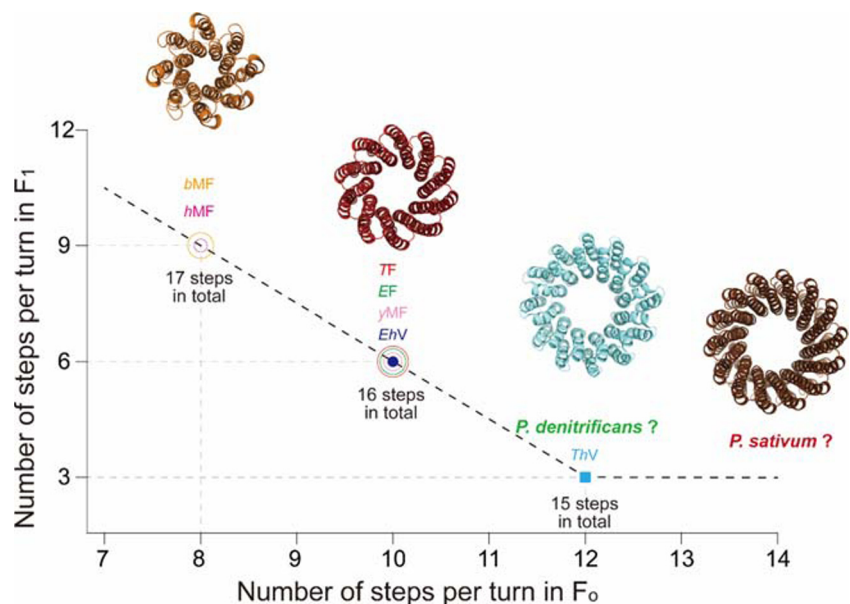 12
9
6
3
Number of steps per turn in F₁
bMF
hMF
17 steps
in total
TF
EF
yMF
EhV
16 steps
in total
P. denitrificans ?
ThV
15 steps
in total
P. sativum ?
7 8 9 10 11 12 13 14
Number of steps per turn in Fₒ